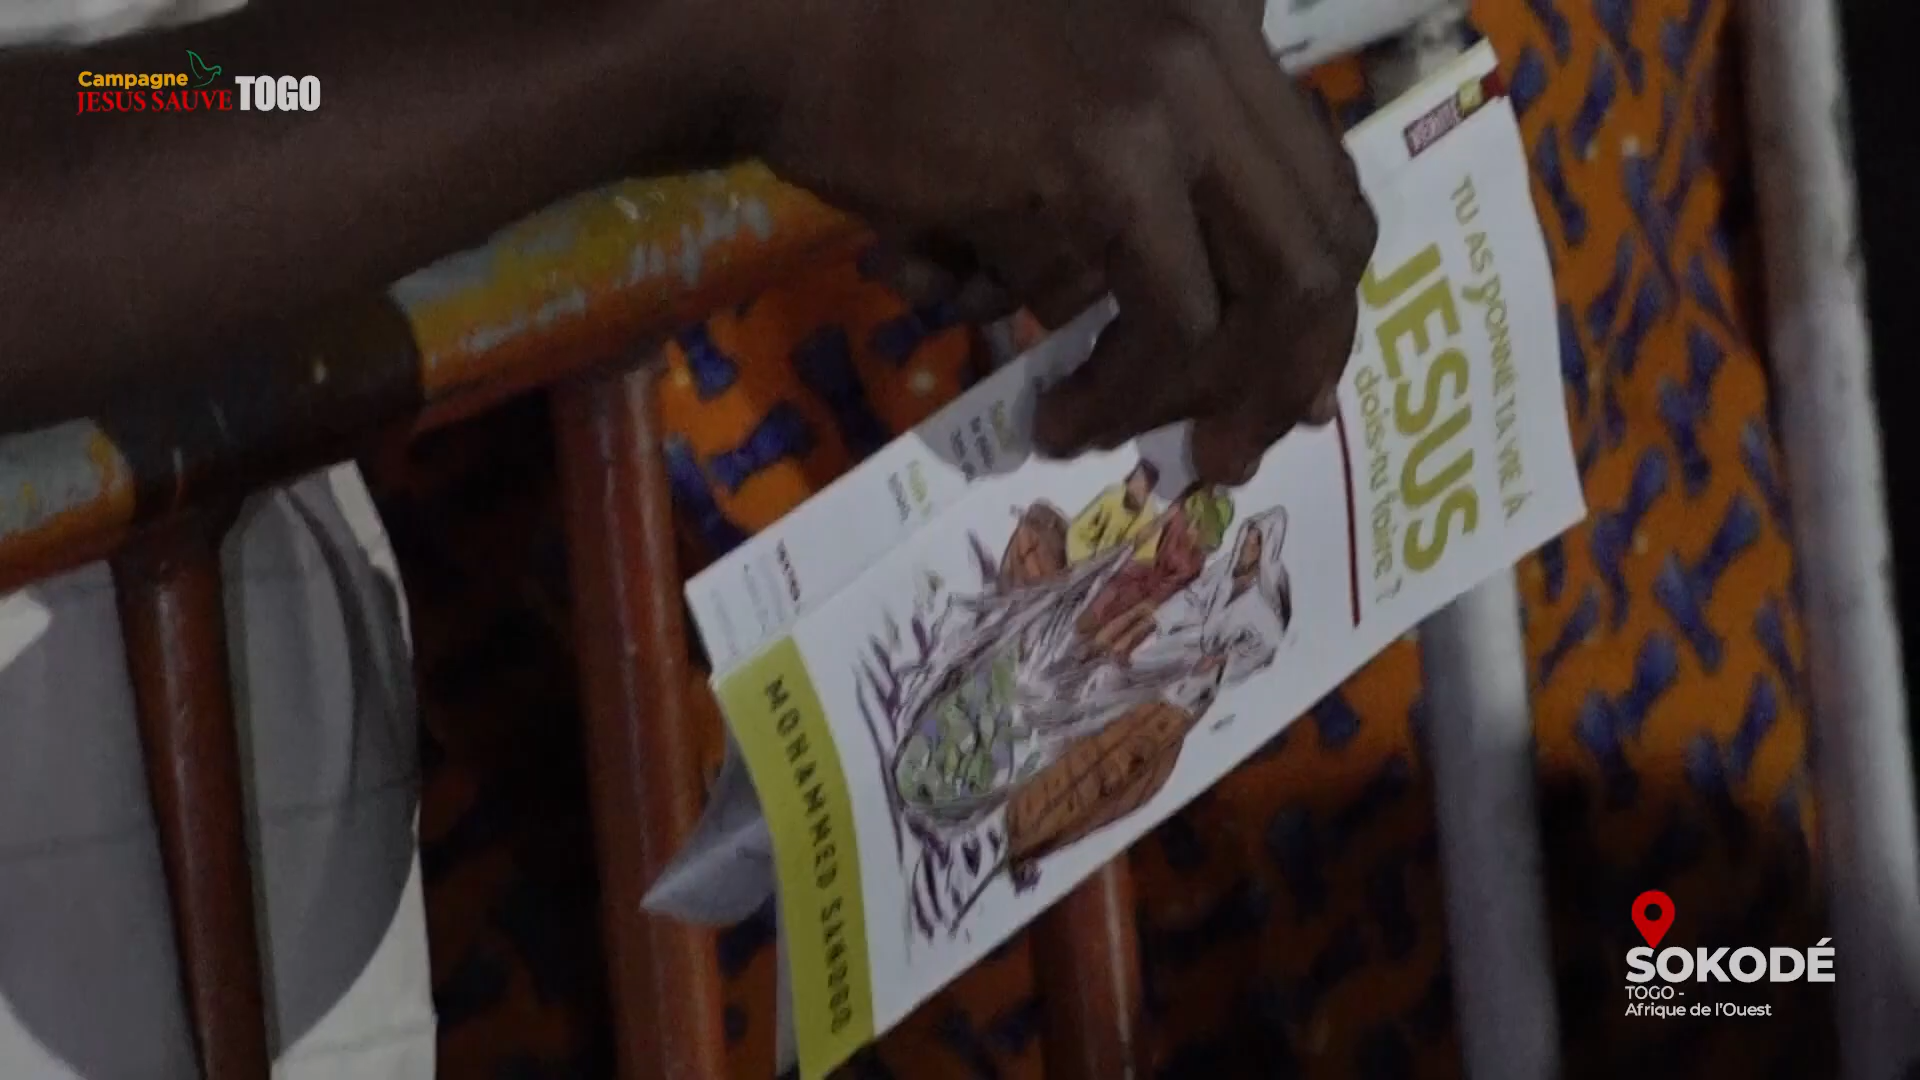 Campagne
JESUS SAUVE TOGO
TU AS DONNÉ TA VIE À
JESUS
dois-tu faire ?
MOHAMMED SANOGO
SOKODÉ
TOGO -
Afrique de l'Ouest